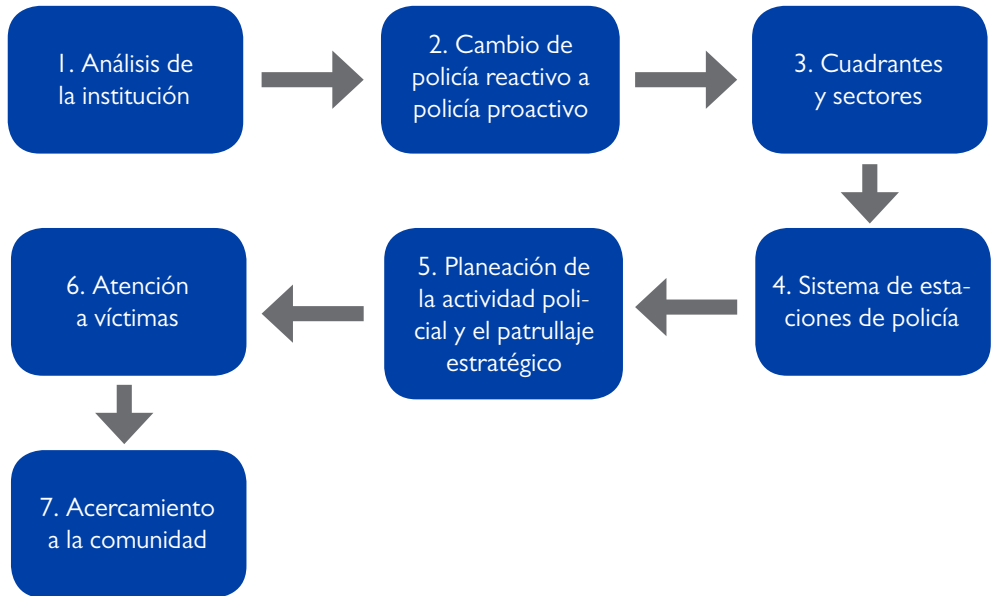 1. Análisis de
la institución
2. Cambio de
policía reactivo a
policía proactivo
3. Cuadrantes
y sectores
4. Sistema de esta-
ciones de policía
5. Planeación de
la actividad poli-
cial y el patrullaje
estratégico
6. Atención
a víctimas
7. Acercamiento
a la comunidad